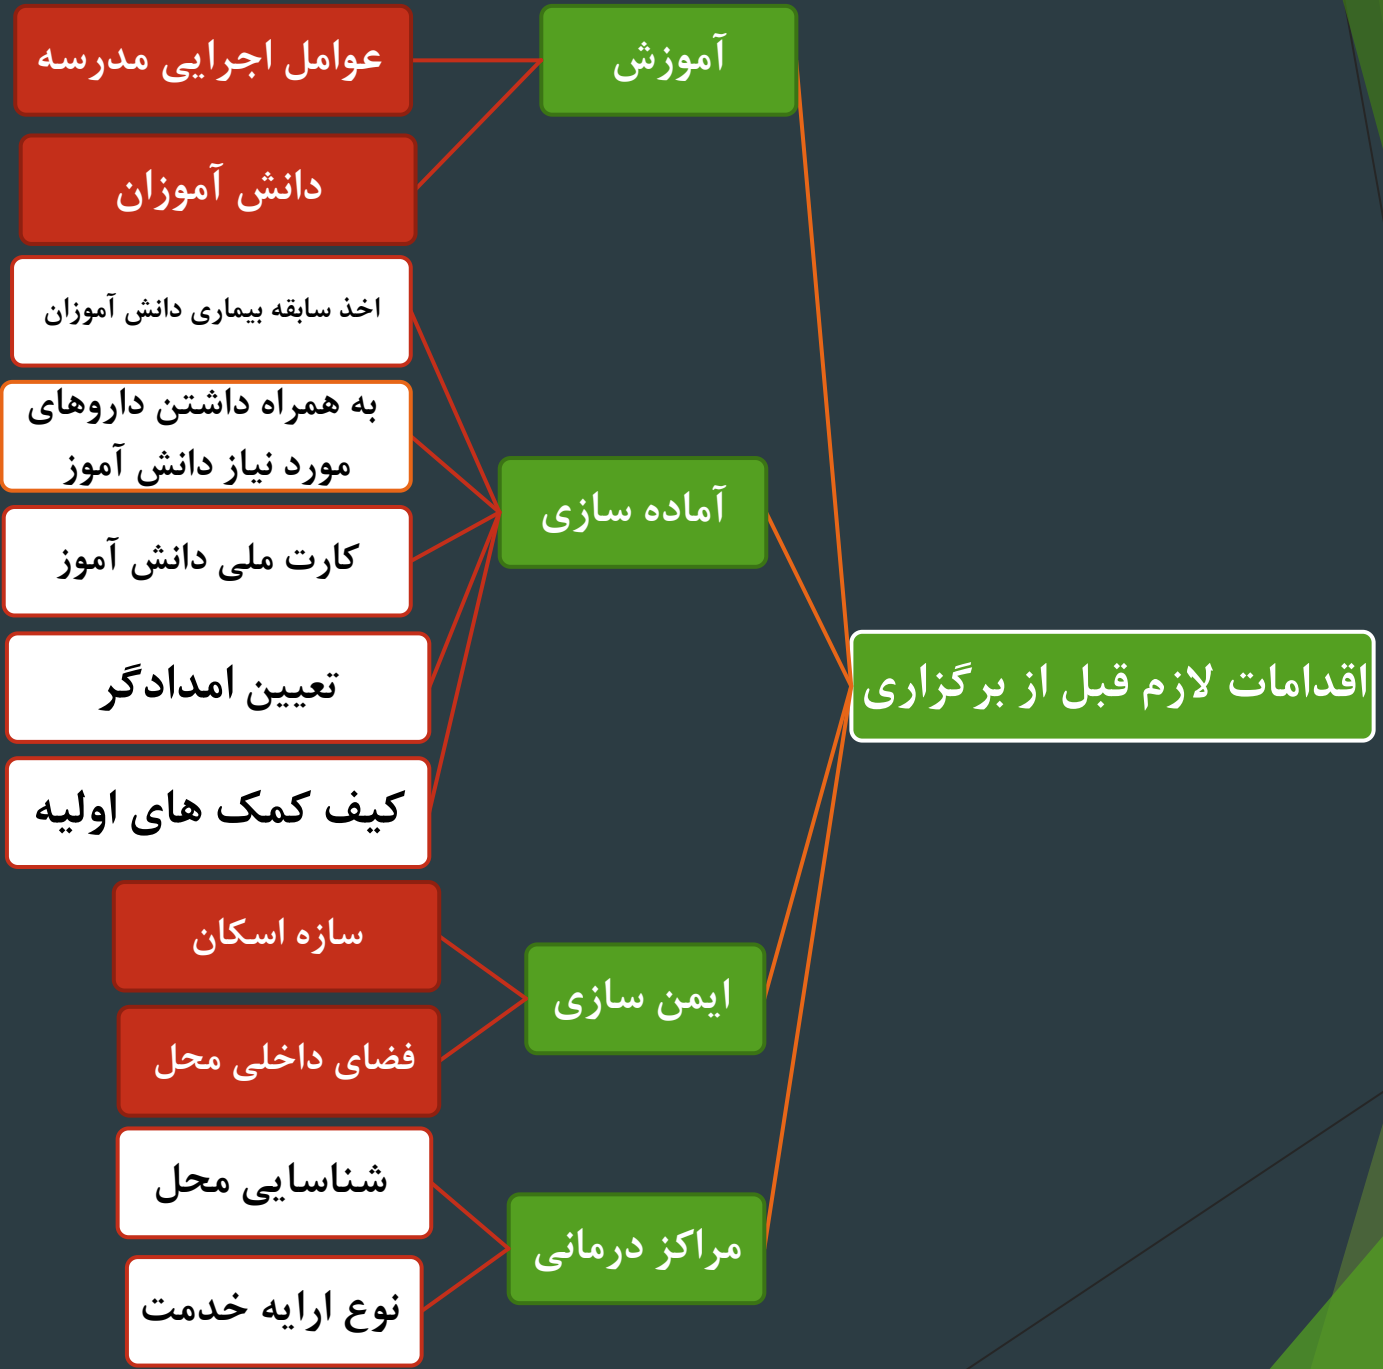 اقدامات لازم قبل از برگزاری
آموزش
عوامل اجرایی مدرسه
دانش آموزان
آماده سازی
اخذ سابقه بیماری دانش آموزان
به همراه داشتن داروهای
مورد نیاز دانش آموز
کارت ملی دانش آموز
تعیین امدادگر
کیف کمک های اولیه
ایمن سازی
سازه اسکان
فضای داخلی محل
مراکز درمانی
شناسایی محل
نوع ارایه خدمت